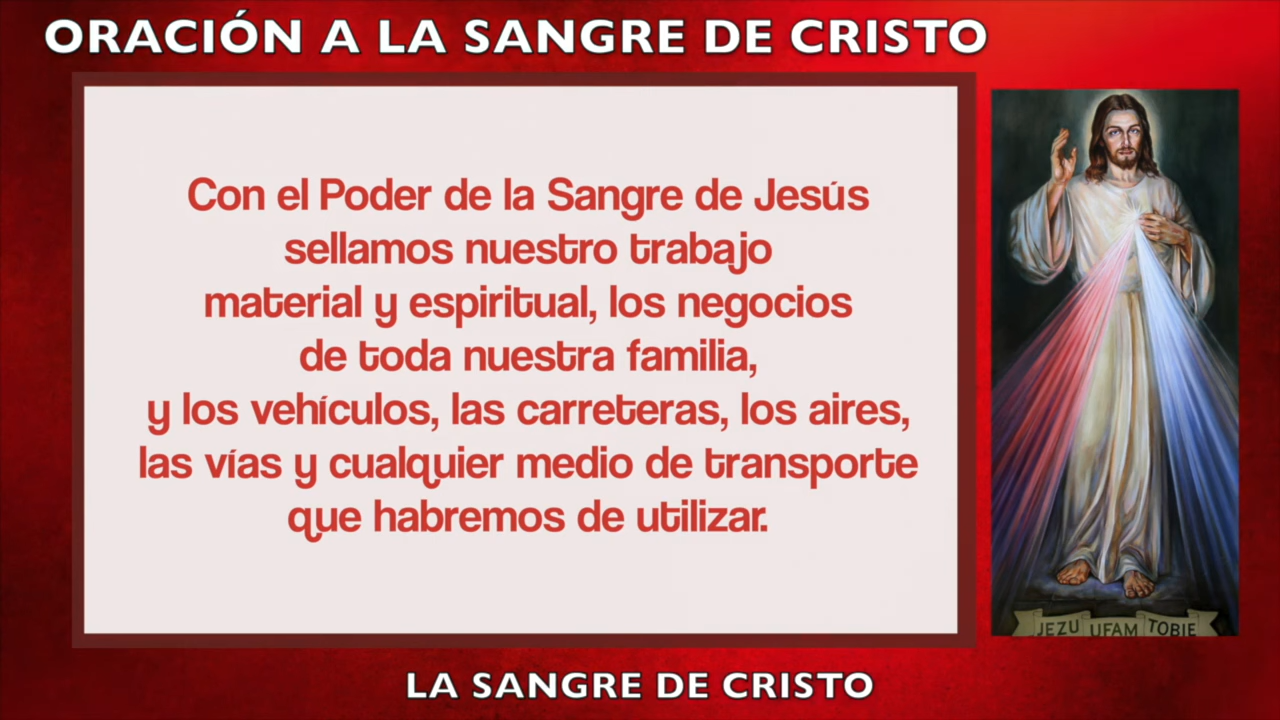 ORACIÓN A LA SANGRE DE CRISTO
Con el Poder de la Sangre de Jesús
sellamos nuestro trabajo
material y espiritual, los negocios
de toda nuestra familia,
y los vehículos, las carreteras, los aires,
las vías y cualquier medio de transporte
que habremos de utilizar.
JEZU UFAM TOBIE
LA SANGRE DE CRISTO